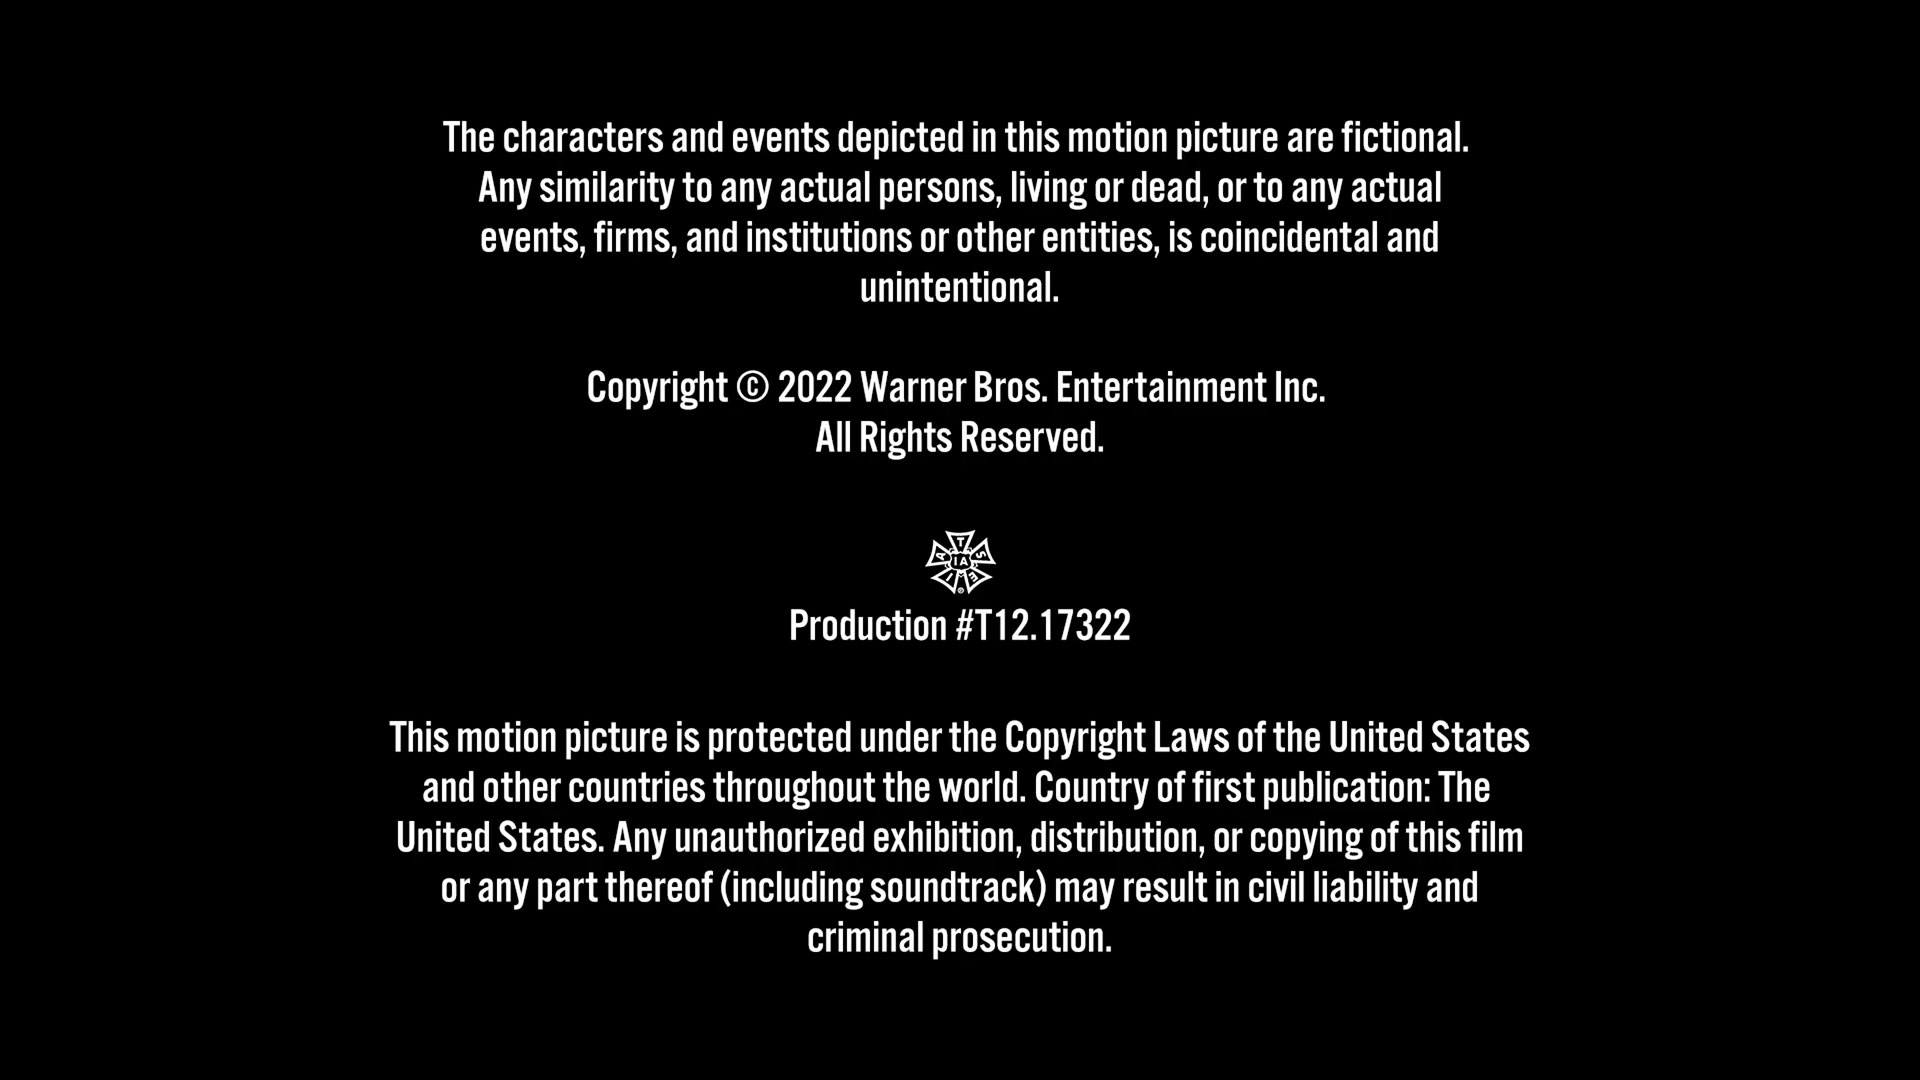 The characters and events depicted in this motion picture are fictional.
Any similarity to any actual persons, living or dead, or to any actual
events, firms, and institutions or other entities, is coincidental and
unintentional.
Copyright © 2022 Warner Bros. Entertainment Inc.
All Rights Reserved.
I A T S E
IA
Production #T12.17322
This motion picture is protected under the Copyright Laws of the United States
and other countries throughout the world. Country of first publication: The
United States. Any unauthorized exhibition, distribution, or copying of this film
or any part thereof (including soundtrack) may result in civil liability and
criminal prosecution.